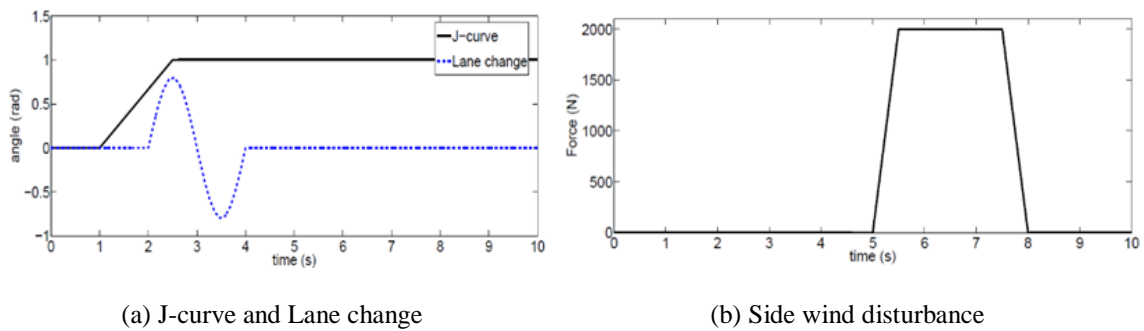 1.5
1
0.5
0
−0.5
−1
angle (rad)
J−curve
Lane change
0 1 2 3 4 5 6 7 8 9 10
time (s)
2000
1500
1000
500
0
Force (N)
0 1 2 3 4 5 6 7 8 9 10
time (s)
(a) J-curve and Lane change
(b) Side wind disturbance